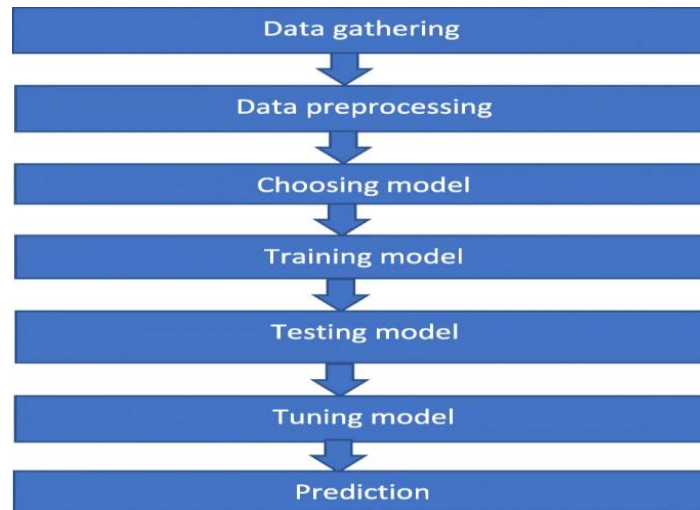 Data gathering
Data preprocessing
Choosing model
Training model
Testing model
Tuning model
Prediction